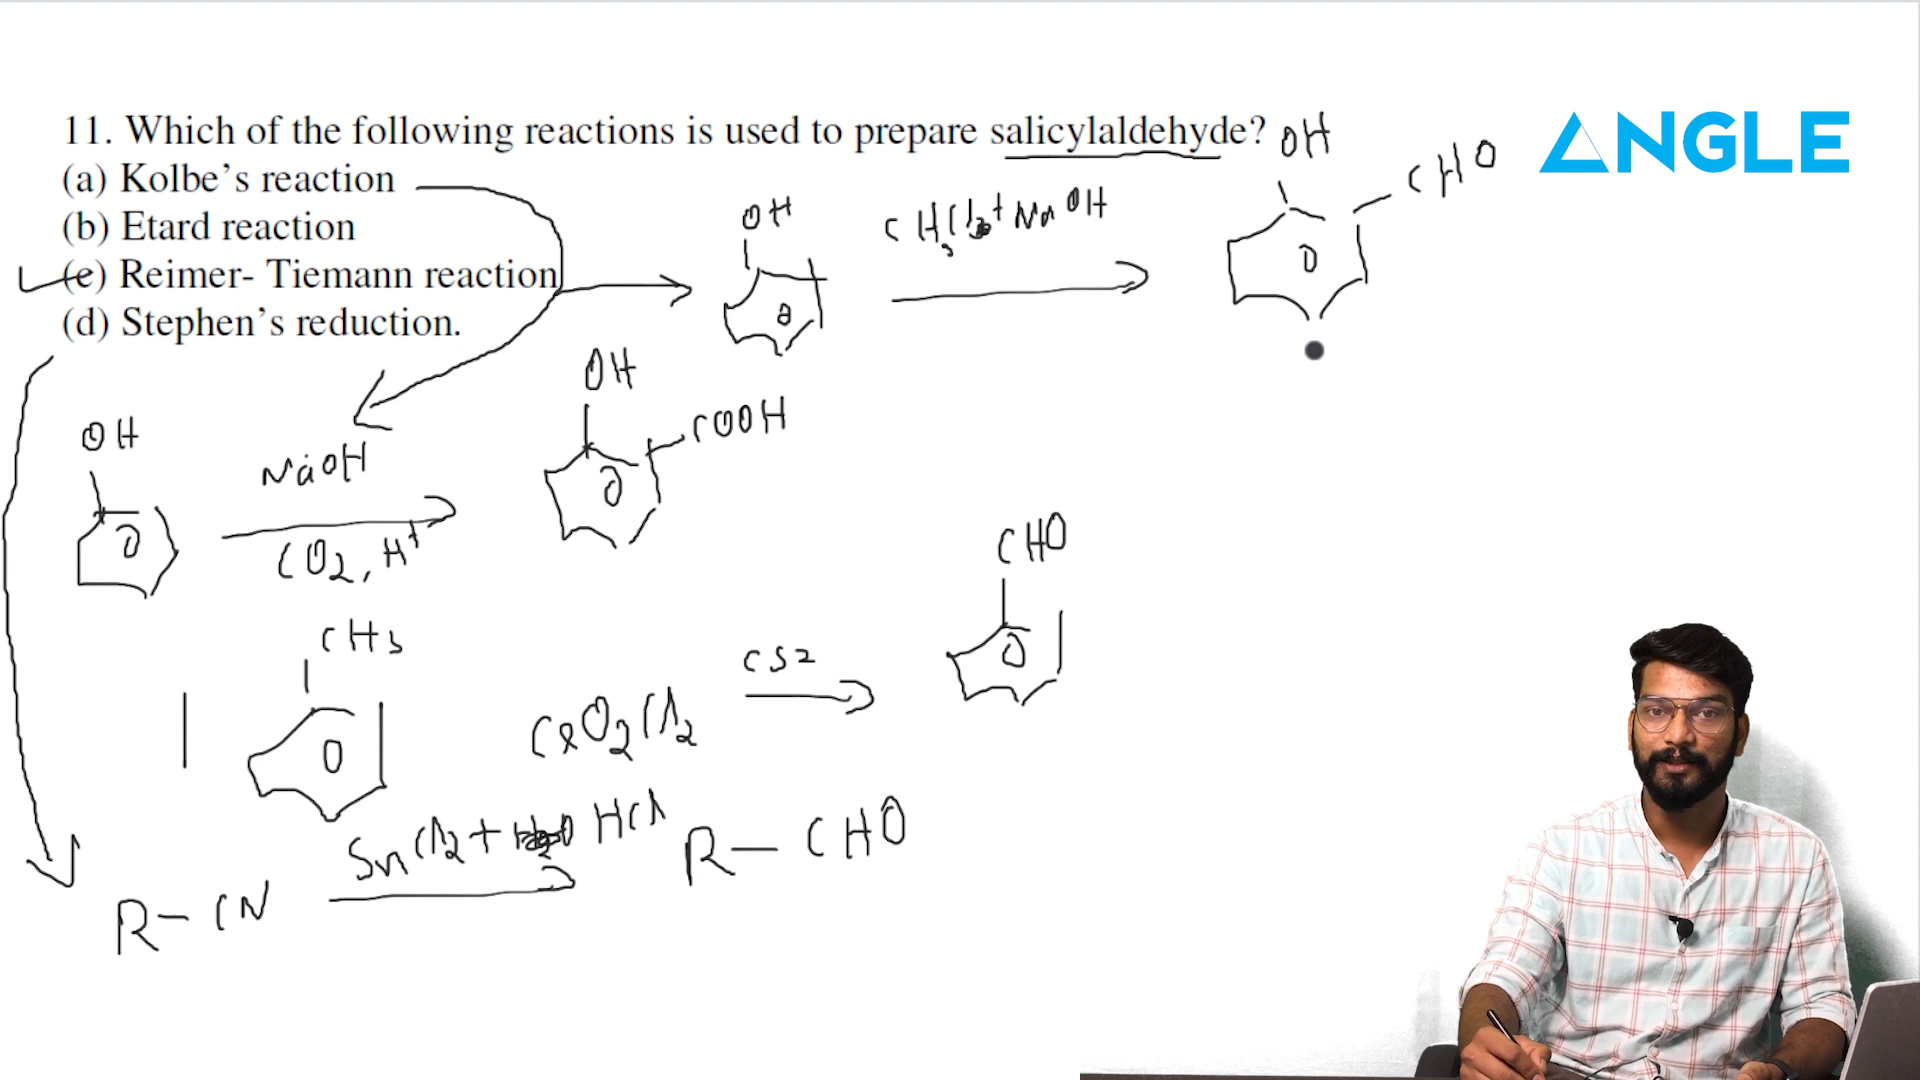 ANGLE
11. Which of the following reactions is used to prepare salicylaldehyde?
(a) Kolbe’s reaction
(b) Etard reaction
(c) Reimer- Tiemann reaction
(d) Stephen’s reduction.
OH
NaOH
OH
CHO
OH
COOH
OH
NaOH
CO2, H+
CH3
CrO2Cl2
CS2
CHO
R-CN
SnCl2 + HCl
R-CHO